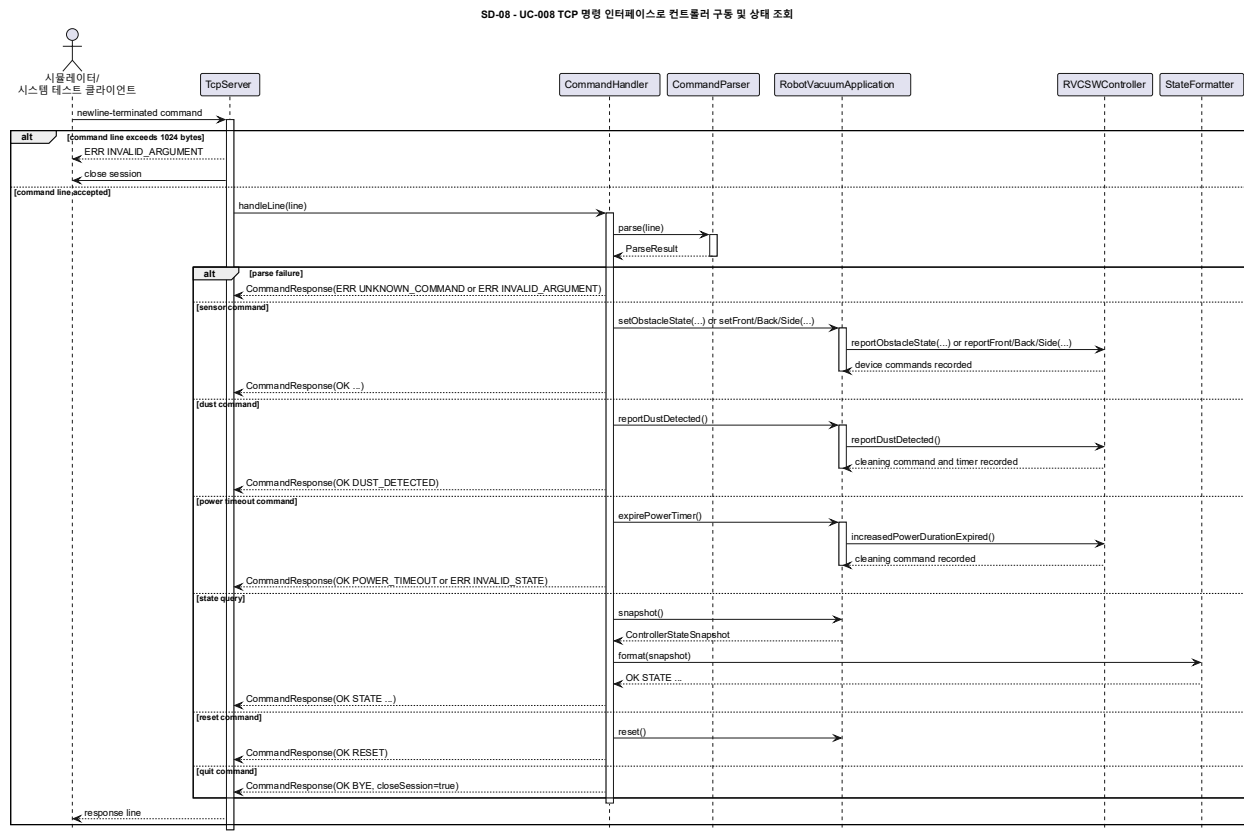 SD-08 - UC-008 TCP 명령 인터페이스로 컨트롤러 구동 및 상태 조회
시뮬레이터/
시스템 테스트 클라이언트
TcpServer
CommandHandler
CommandParser
RobotVacuumApplication
RVCSWController
StateFormatter
newline-terminated command
alt
[command line exceeds 1024 bytes]
ERR INVALID_ARGUMENT
close session
[command line accepted]
handleLine(line)
parse(line)
ParseResult
alt
[parse failure]
CommandResponse(ERR UNKNOWN_COMMAND or ERR INVALID_ARGUMENT)
[sensor command]
setObstacleState(...) or setFront/Back/Side(...)
reportObstacleState(...) or reportFront/Back/Side(...)
device commands recorded
CommandResponse(OK ...)
[dust command]
reportDustDetected()
reportDustDetected()
cleaning command and timer recorded
CommandResponse(OK DUST_DETECTED)
[power timeout command]
expirePowerTimer()
increasedPowerDurationExpired()
cleaning command recorded
CommandResponse(OK POWER_TIMEOUT or ERR INVALID_STATE)
[state query]
snapshot()
ControllerStateSnapshot
format(snapshot)
OK STATE ...
CommandResponse(OK STATE ...)
[reset command]
reset()
CommandResponse(OK RESET)
[quit command]
CommandResponse(OK BYE, closeSession=true)
response line